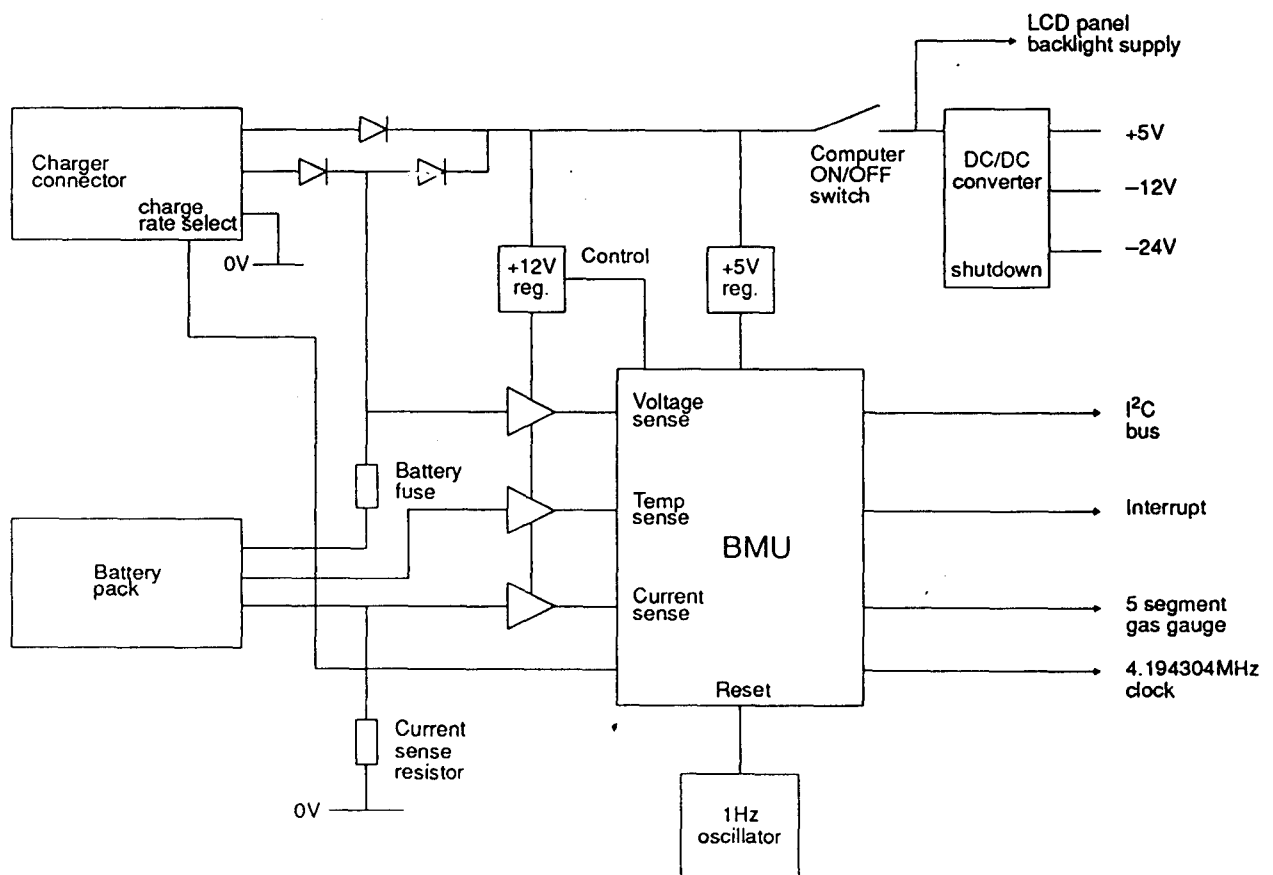 LCD panel
backlight supply
Charger
connector
charge
rate select
0V
Computer
ON/OFF
switch
DC/DC
converter
shutdown
+5V
–12V
–24V
+12V
reg.
Control
+5V
reg.
Voltage
sense
I²C
bus
Battery
fuse
Temp
sense
Interrupt
BMU
Battery
pack
Current
sense
5 segment
gas gauge
4.194304MHz
clock
Reset
Current
sense
resistor
0V
1Hz
oscillator